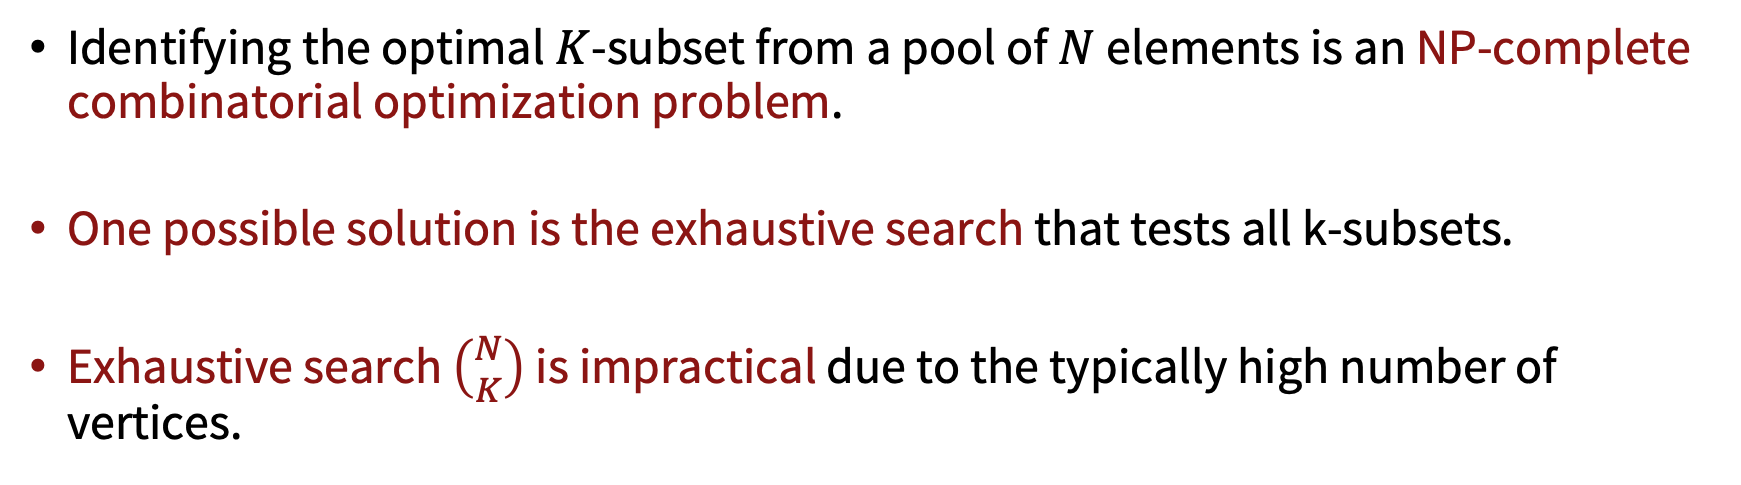 • Identifying the optimal K-subset from a pool of N elements is an NP-complete
combinatorial optimization problem.
• One possible solution is the exhaustive search that tests all k-subsets.
• Exhaustive search (N K) is impractical due to the typically high number of
vertices.